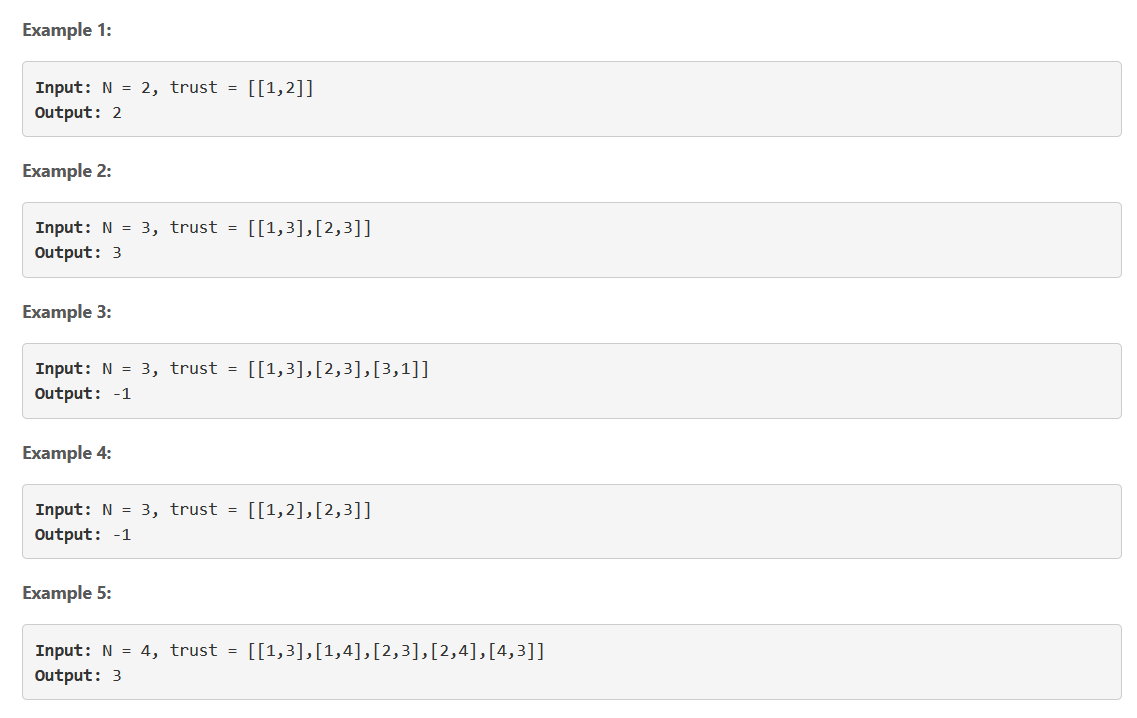 Example 1:
Input: N = 2, trust = [[1,2]]
Output: 2
Example 2:
Input: N = 3, trust = [[1,3],[2,3]]
Output: 3
Example 3:
Input: N = 3, trust = [[1,3],[2,3],[3,1]]
Output: -1
Example 4:
Input: N = 3, trust = [[1,2],[2,3]]
Output: -1
Example 5:
Input: N = 4, trust = [[1,3],[1,4],[2,3],[2,4],[4,3]]
Output: 3